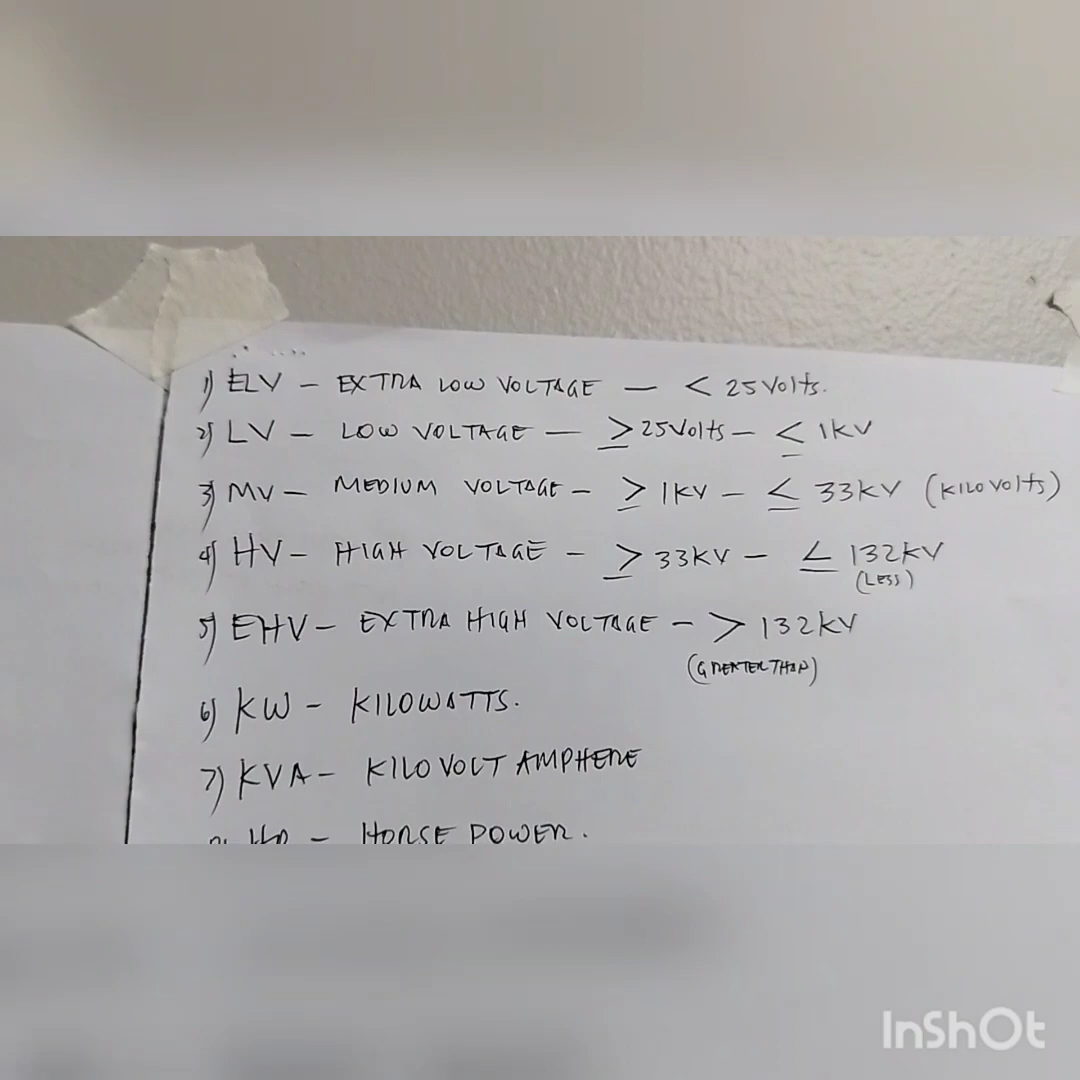 1) ELV - EXTRA LOW VOLTAGE - < 25 Volts.
2) LV - LOW VOLTAGE - ≥ 25 Volts - ≤ 1KV
3) MV - MEDIUM VOLTAGE - ≥ 1KV - ≤ 33KV (KILO VOLTS)
4) HV - HIGH VOLTAGE - ≥ 33KV - ≤ 132KV
(LESS)
5) EHV - EXTRA HIGH VOLTAGE - > 132KV
(GREATER THAN)
6) KW - KILOWATTS.
7) KVA - KILO VOLT AMPHERE
- HORSE POWER.
InShOt